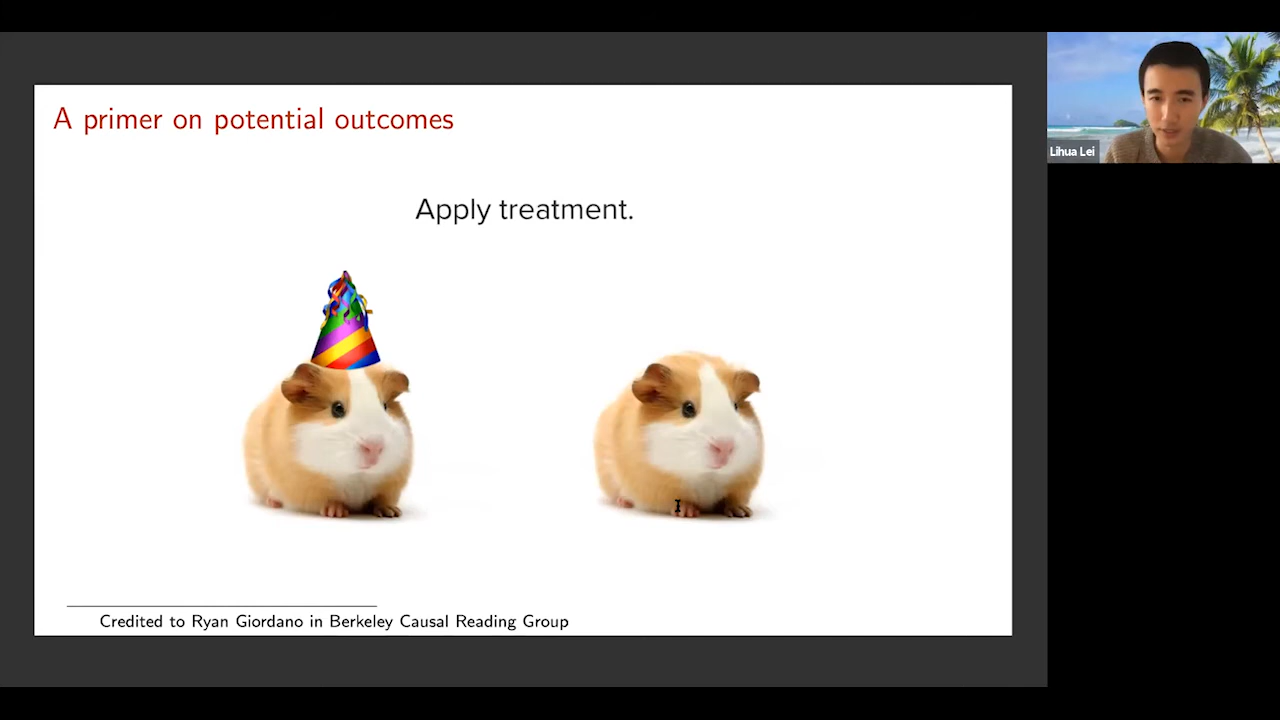 A primer on potential outcomes
Apply treatment.
Credited to Ryan Giordano in Berkeley Causal Reading Group
Lihua Lei